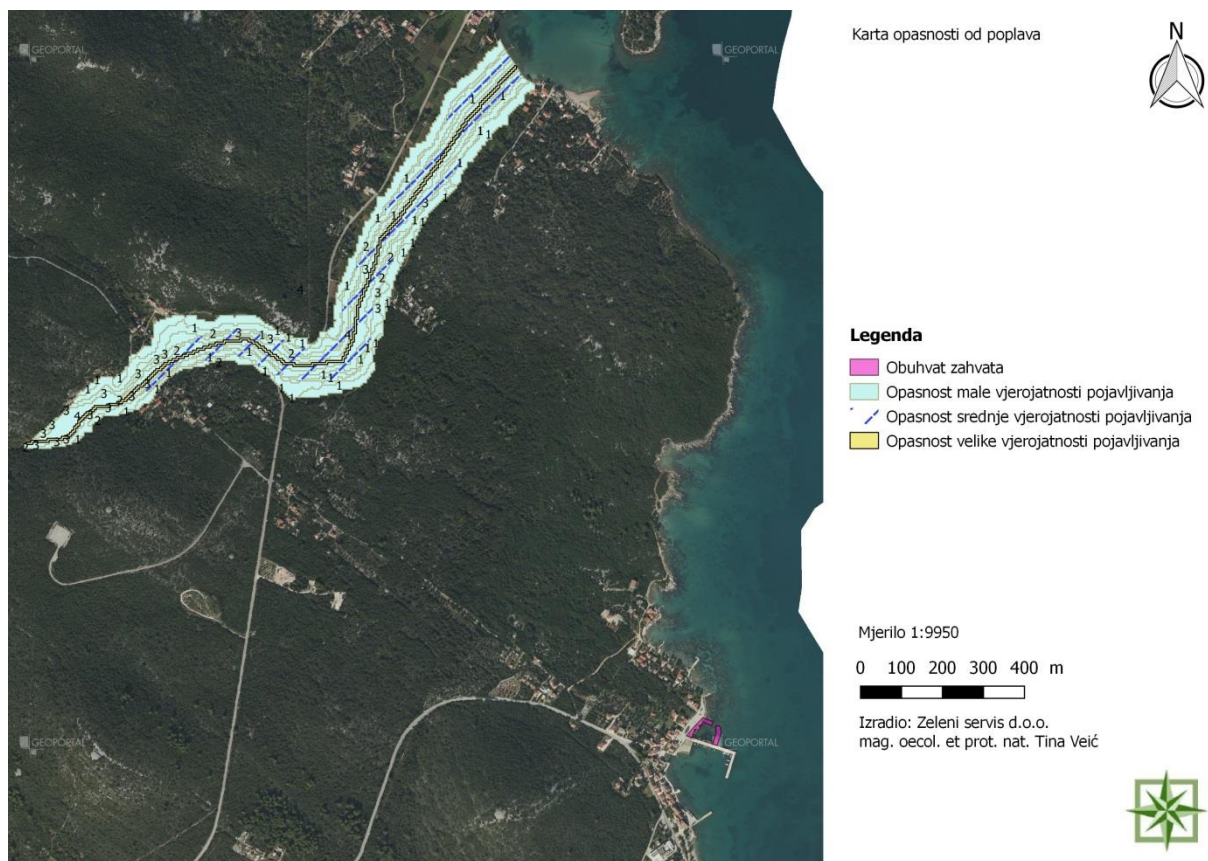 Karta opasnosti od poplava
N
GEOPORTAL
GEOPORTAL
Legenda
Obuhvat zahvata
Opasnost male vjerojatnosti pojavljivanja
Opasnost srednje vjerojatnosti pojavljivanja
Opasnost velike vjerojatnosti pojavljivanja
Mjerilo 1:9950
0 100 200 300 400 m
Izradio: Zeleni servis d.o.o.
mag. oecol. et prot. nat. Tina Veić
GEOPORTAL
GEOPORTAL